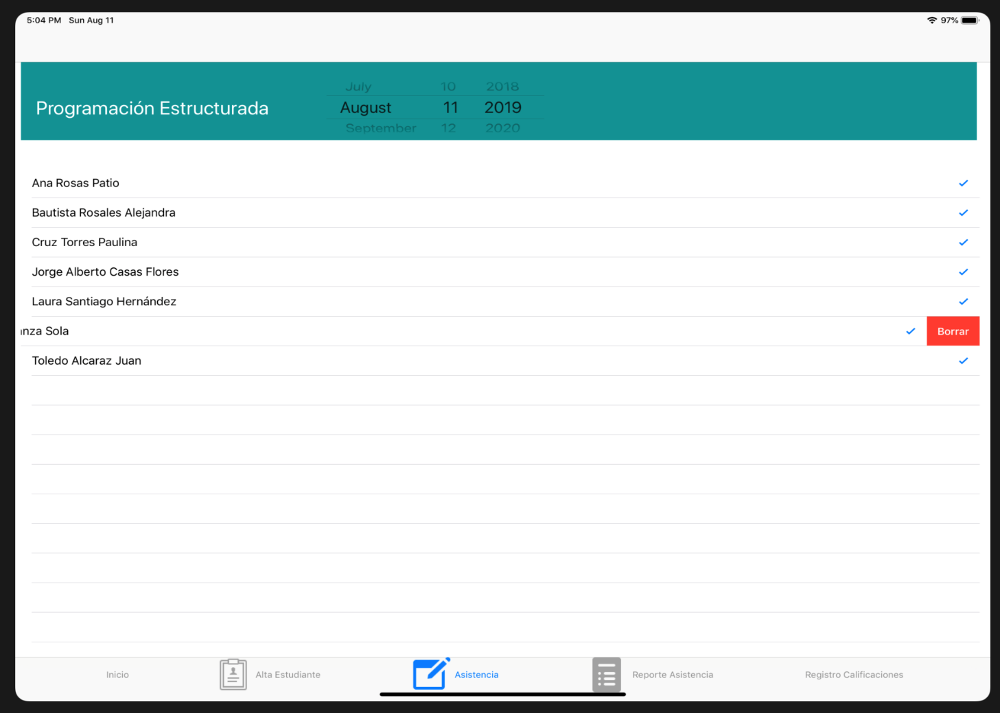 5:04 PM Sun Aug 11
97%
July 10 2018
Programación Estructurada
August 11 2019
September 12 2020
Ana Rosas Patio
Bautista Rosales Alejandra
Cruz Torres Paulina
Jorge Alberto Casas Flores
Laura Santiago Hernández
Sola
Borrar
Toledo Alcaraz Juan
Inicio
Alta Estudiante
Asistencia
Reporte Asistencia
Registro Calificaciones